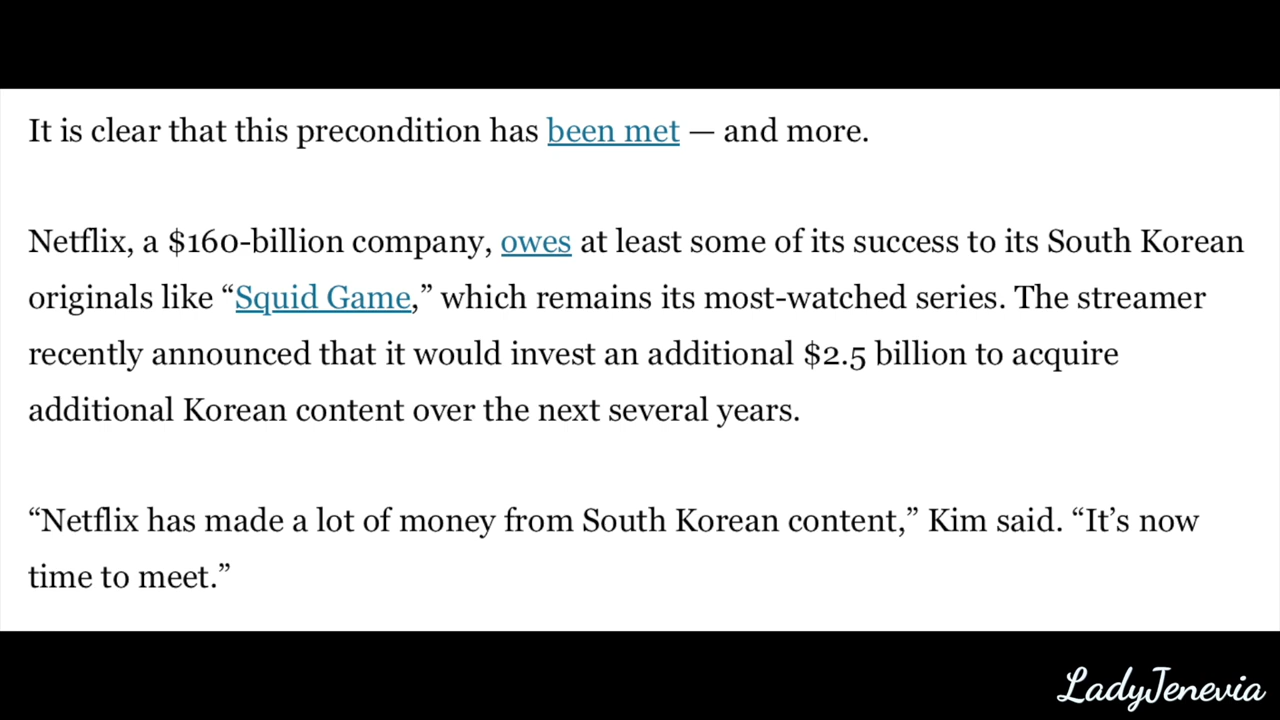 It is clear that this precondition has been met — and more.
Netflix, a $160-billion company, owes at least some of its success to its South Korean
originals like “Squid Game,” which remains its most-watched series. The streamer
recently announced that it would invest an additional $2.5 billion to acquire
additional Korean content over the next several years.
“Netflix has made a lot of money from South Korean content,” Kim said. “It’s now
time to meet.”
LadyJenevia